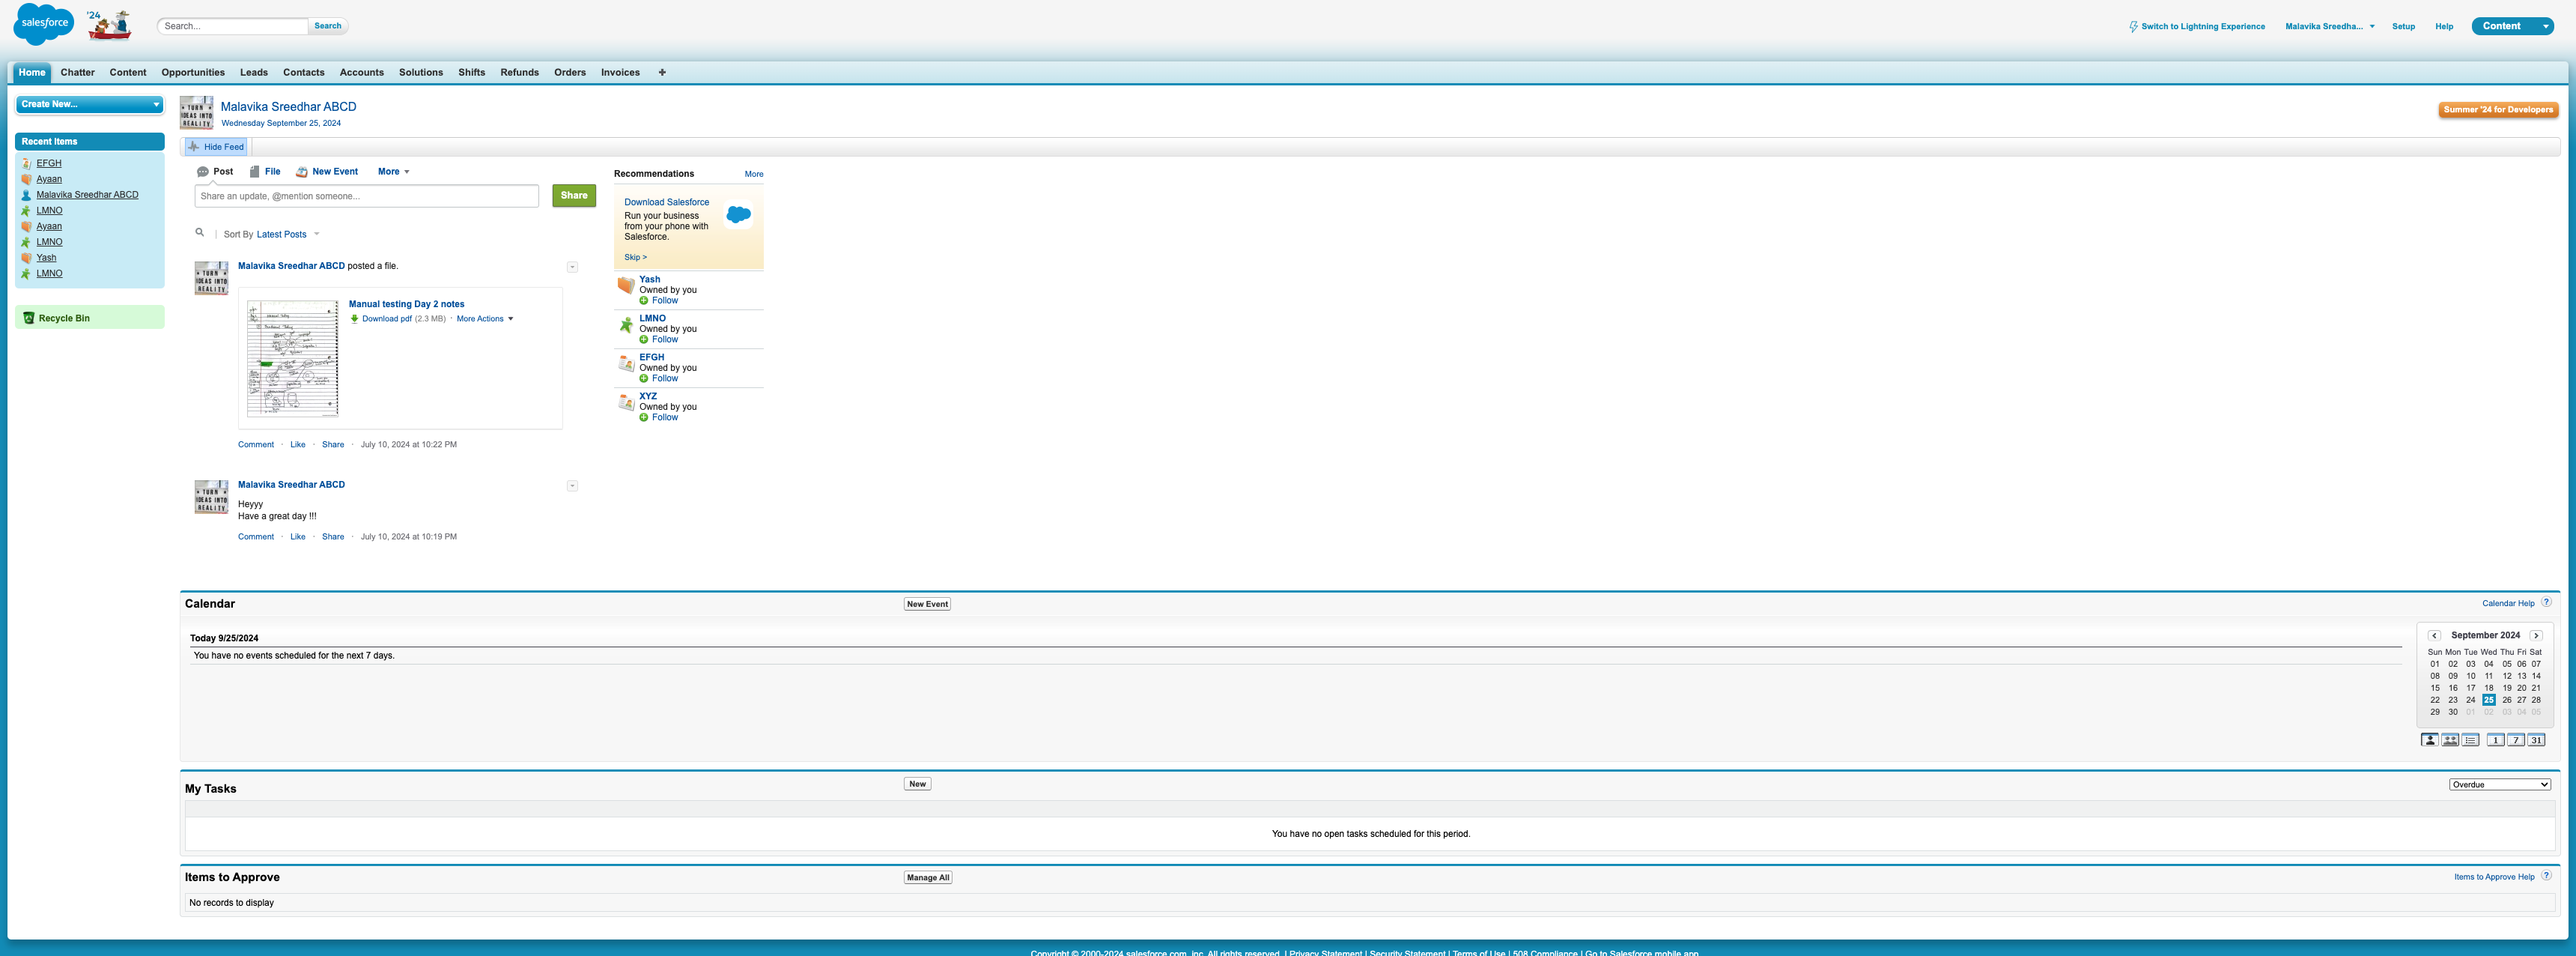 salesforce
'24
Search...
Search
Switch to Lightning Experience
Malavika Sreedha...
Setup
Help
Content
Home
Chatter
Content
Opportunities
Leads
Contacts
Accounts
Solutions
Shifts
Refunds
Orders
Invoices
+
Create New...
Recent Items
EFGH
Ayaan
Malavika Sreedhar ABCD
LMNO
Ayaan
LMNO
Yash
LMNO
Recycle Bin
TURN
IDEAS INTO
REALITY
Malavika Sreedhar ABCD
Wednesday September 25, 2024
Summer '24 for Developers
Hide Feed
Post
File
New Event
More
Share an update, @mention someone...
Share
Sort By Latest Posts
TURN
IDEAS INTO
REALITY
Malavika Sreedhar ABCD posted a file.
Manual testing Day 2 notes
Download pdf (2.3 MB) · More Actions
Comment · Like · Share · July 10, 2024 at 10:22 PM
TURN
IDEAS INTO
REALITY
Malavika Sreedhar ABCD
Heyyy
Have a great day !!!
Comment · Like · Share · July 10, 2024 at 10:19 PM
Recommendations
More
Download Salesforce
Run your business
from your phone with
Salesforce.
Skip >
Yash
Owned by you
Follow
LMNO
Owned by you
Follow
EFGH
Owned by you
Follow
XYZ
Owned by you
Follow
Calendar
New Event
Calendar Help ?
Today 9/25/2024
You have no events scheduled for the next 7 days.
September 2024
Sun Mon Tue Wed Thu Fri Sat
01 02 03 04 05 06 07
08 09 10 11 12 13 14
15 16 17 18 19 20 21
22 23 24 25 26 27 28
29 30 01 02 03 04 05
1 7 31
My Tasks
New
Overdue
You have no open tasks scheduled for this period.
Items to Approve
Manage All
Items to Approve Help ?
No records to display
Copyright © 2000-2024 salesforce.com, inc. All rights reserved. | Privacy Statement | Security Statement | Terms of Use | 508 Compliance | Go to Salesforce mobile app